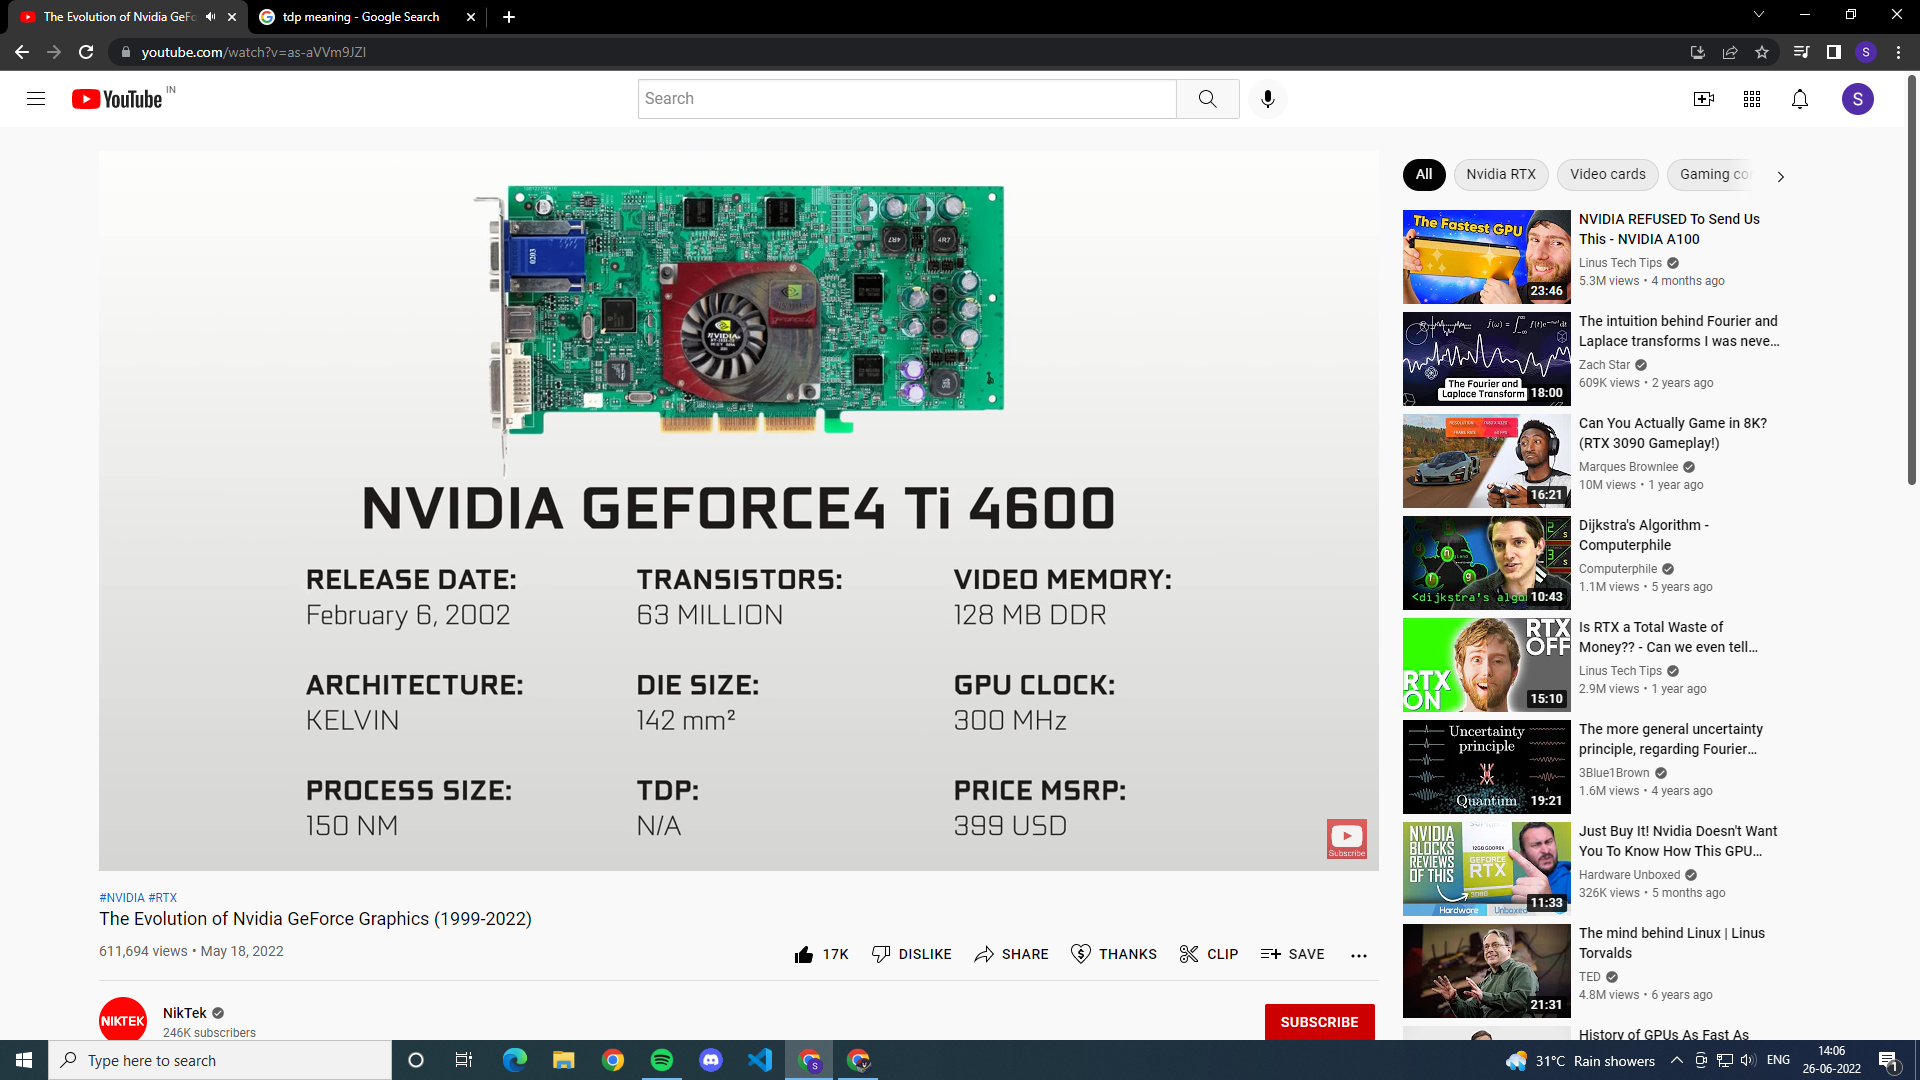 The Evolution of Nvidia GeFo
tdp meaning - Google Search
youtube.com/watch?v=as-aVVm9JZI
S
YouTube IN
Search
S
NVIDIA GEFORCE4 Ti 4600
RELEASE DATE:
February 6, 2002
TRANSISTORS:
63 MILLION
VIDEO MEMORY:
128 MB DDR
ARCHITECTURE:
KELVIN
DIE SIZE:
142 mm²
GPU CLOCK:
300 MHz
PROCESS SIZE:
150 NM
TDP:
N/A
PRICE MSRP:
399 USD
Subscribe
#NVIDIA #RTX
The Evolution of Nvidia GeForce Graphics (1999-2022)
611,694 views • May 18, 2022
17K
DISLIKE
SHARE
THANKS
CLIP
SAVE
NIKTEK
NikTek
246K subscribers
SUBSCRIBE
All
Nvidia RTX
Video cards
Gaming co
The Fastest GPU
23:46
NVIDIA REFUSED To Send Us
This - NVIDIA A100
Linus Tech Tips
5.3M views • 4 months ago
The Fourier and
Laplace Transform
18:00
The intuition behind Fourier and
Laplace transforms I was neve...
Zach Star
609K views • 2 years ago
16:21
Can You Actually Game in 8K?
(RTX 3090 Gameplay!)
Marques Brownlee
10M views • 1 year ago
<dijkstra's algo
10:43
Dijkstra's Algorithm -
Computerphile
Computerphile
1.1M views • 5 years ago
RTX
OFF
RTX
ON
15:10
Is RTX a Total Waste of
Money?? - Can we even tell...
Linus Tech Tips
2.9M views • 1 year ago
Uncertainty
principle
Quantum
19:21
The more general uncertainty
principle, regarding Fourier...
3Blue1Brown
1.6M views • 4 years ago
NVIDIA
BLOCKS
REVIEWS
OF THIS
GEFORCE
RTX
Hardware Unboxed
11:33
Just Buy It! Nvidia Doesn't Want
You To Know How This GPU...
Hardware Unboxed
326K views • 5 months ago
21:31
The mind behind Linux | Linus
Torvalds
TED
4.8M views • 6 years ago
History of GPUs As Fast As
Type here to search
31°C Rain showers
ENG
14:06
26-06-2022
1